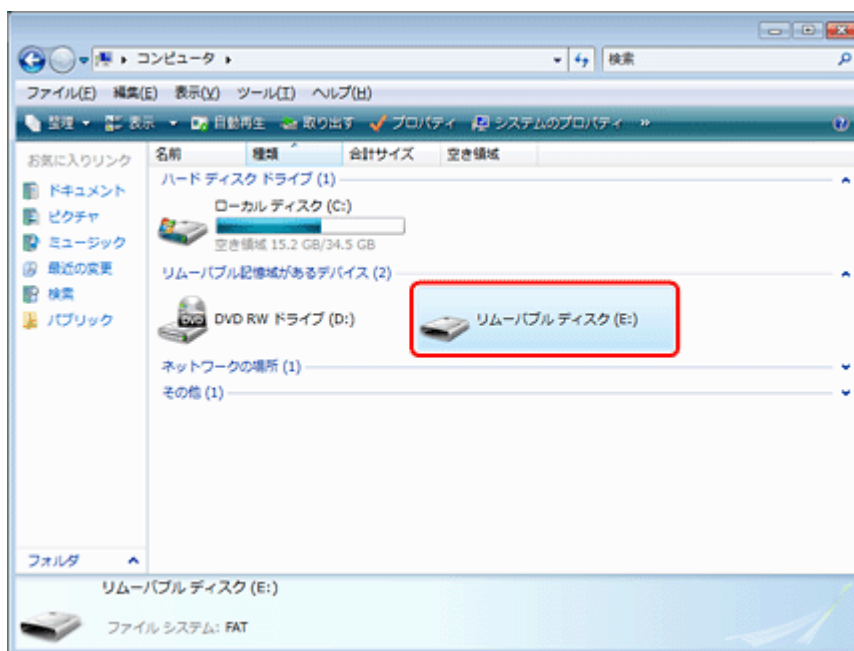 コンピュータ
検索
ファイル(F) 編集(E) 表示(V) ツール(T) ヘルプ(H)
整理 表示 自動再生 取り出す プロパティ システムのプロパティ »
お気に入りリンク
ドキュメント
ピクチャ
ミュージック
最近の変更
検索
パブリック
フォルダ
名前 種類 合計サイズ 空き領域
ハード ディスク ドライブ (1)
ローカル ディスク (C:)
空き領域 15.2 GB/34.5 GB
リムーバブル記憶域があるデバイス (2)
DVD RW ドライブ (D:)
DVD
リムーバブル ディスク (E:)
ネットワークの場所 (1)
その他 (1)
リムーバブル ディスク (E:)
ファイル システム: FAT